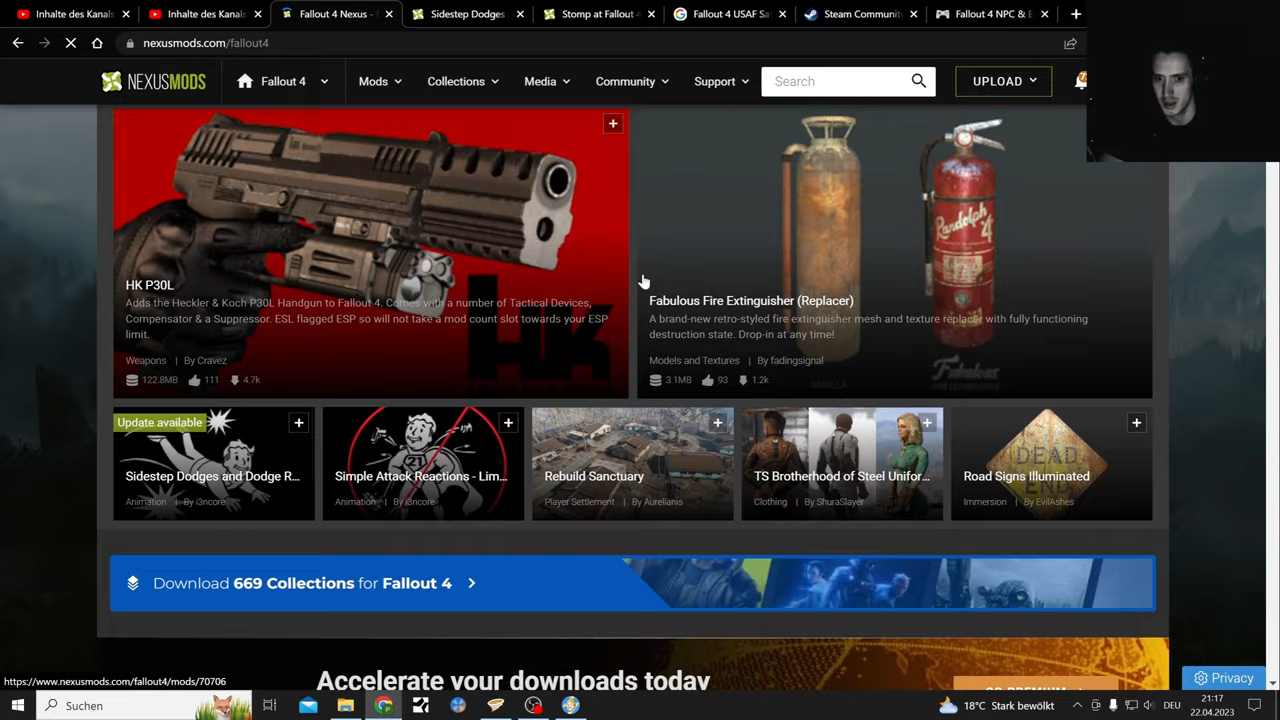 Inhalte des Kanals
Inhalte des Kanals
Fallout 4 Nexus -
Sidestep Dodges
Stomp at Fallout
Fallout 4 USAF Sa
Steam Community
Fallout 4 NPC & E
nexusmods.com/fallout4
NEXUSMODS
Fallout 4
Mods
Collections
Media
Community
Support
Search
UPLOAD
HK P30L
Adds the Heckler & Koch P30L Handgun to Fallout 4. Comes with a number of Tactical Devices,
Compensator & a Suppressor. ESL flagged ESP so will not take a mod count slot towards your ESP
limit.
Weapons | By Cravez
122.8MB 111 4.7k
Randolph
Fabulous Fire Extinguisher (Replacer)
A brand-new retro-styled fire extinguisher mesh and texture replacer with fully functioning
destruction state. Drop-in at any time!
Models and Textures | By fadingsignal
3.1MB 93 1.2k
Fabulous
Update available
Sidestep Dodges and Dodge R...
Animation | By i3ncore
21
Simple Attack Reactions - Lim...
Animation | By i3ncore
Rebuild Sanctuary
Player Settlement | By Aurelianis
TS Brotherhood of Steel Unifor...
Clothing | By ShuraSlayer
DEAD
Road Signs Illuminated
Immersion | By EvilAshes
Download 669 Collections for Fallout 4
https://www.nexusmods.com/fallout4/mods/70706
Accelerate your downloads today
GO PREMIUM
Privacy
Suchen
18°C Stark bewölkt
DEU
21:17
22.04.2023